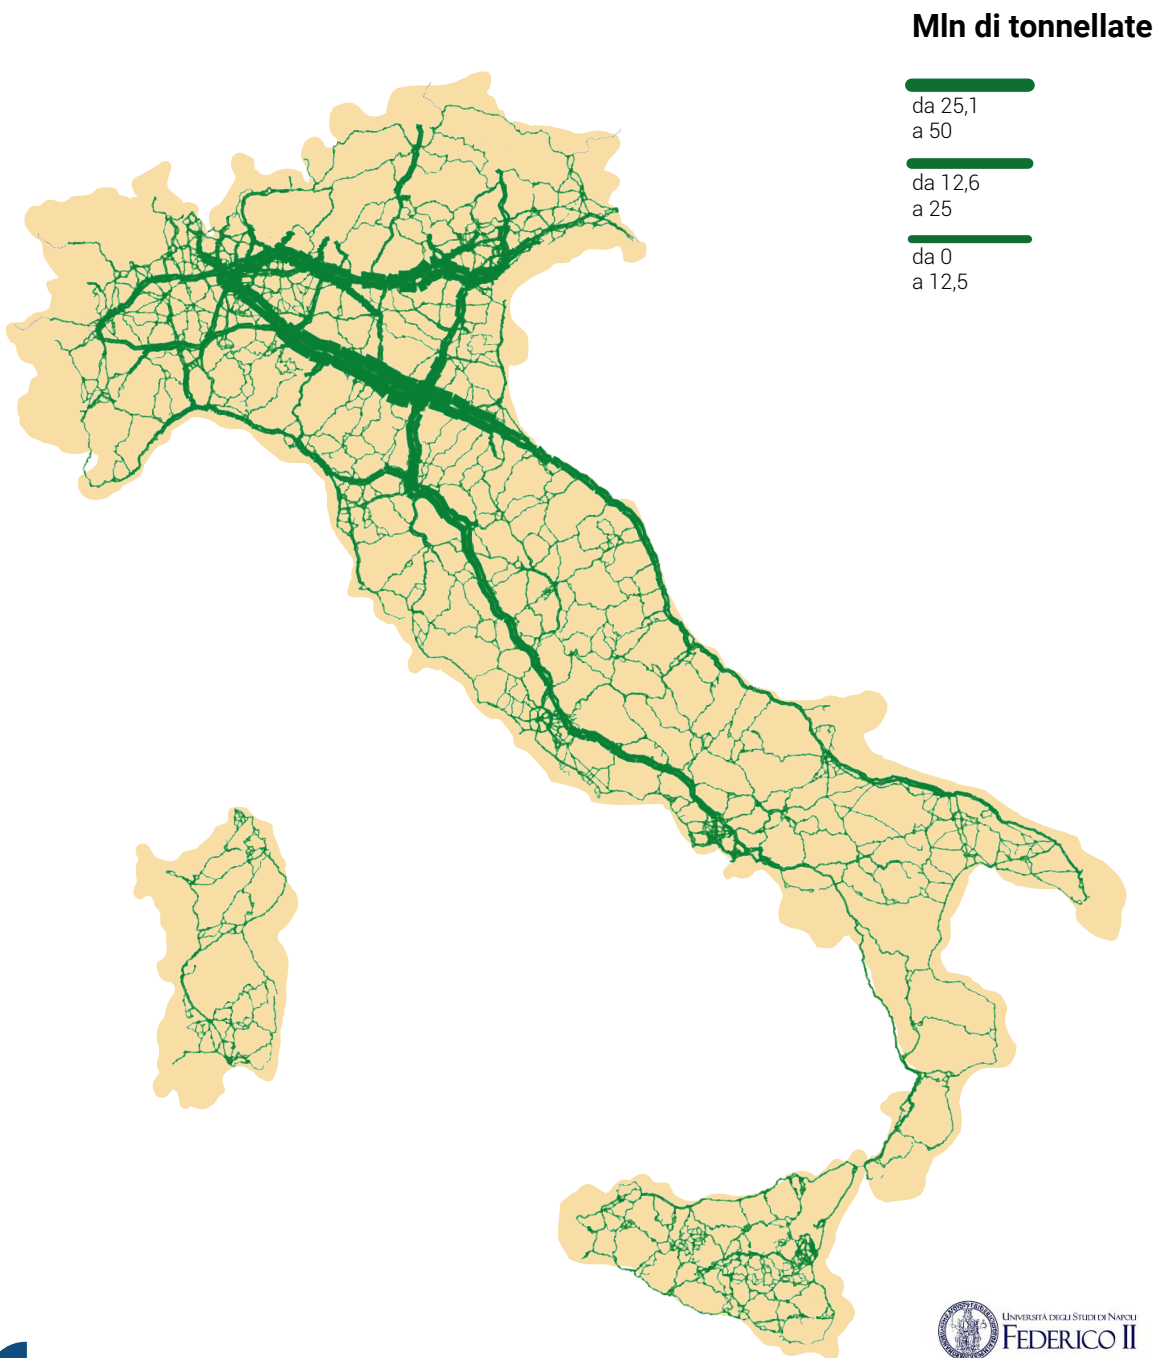 Mln di tonnellate
da 25,1
a 50
da 12,6
a 25
da 0
a 12,5
UNIVERSITÀ DEGLI STUDI DI NAPOLI
FEDERICO II